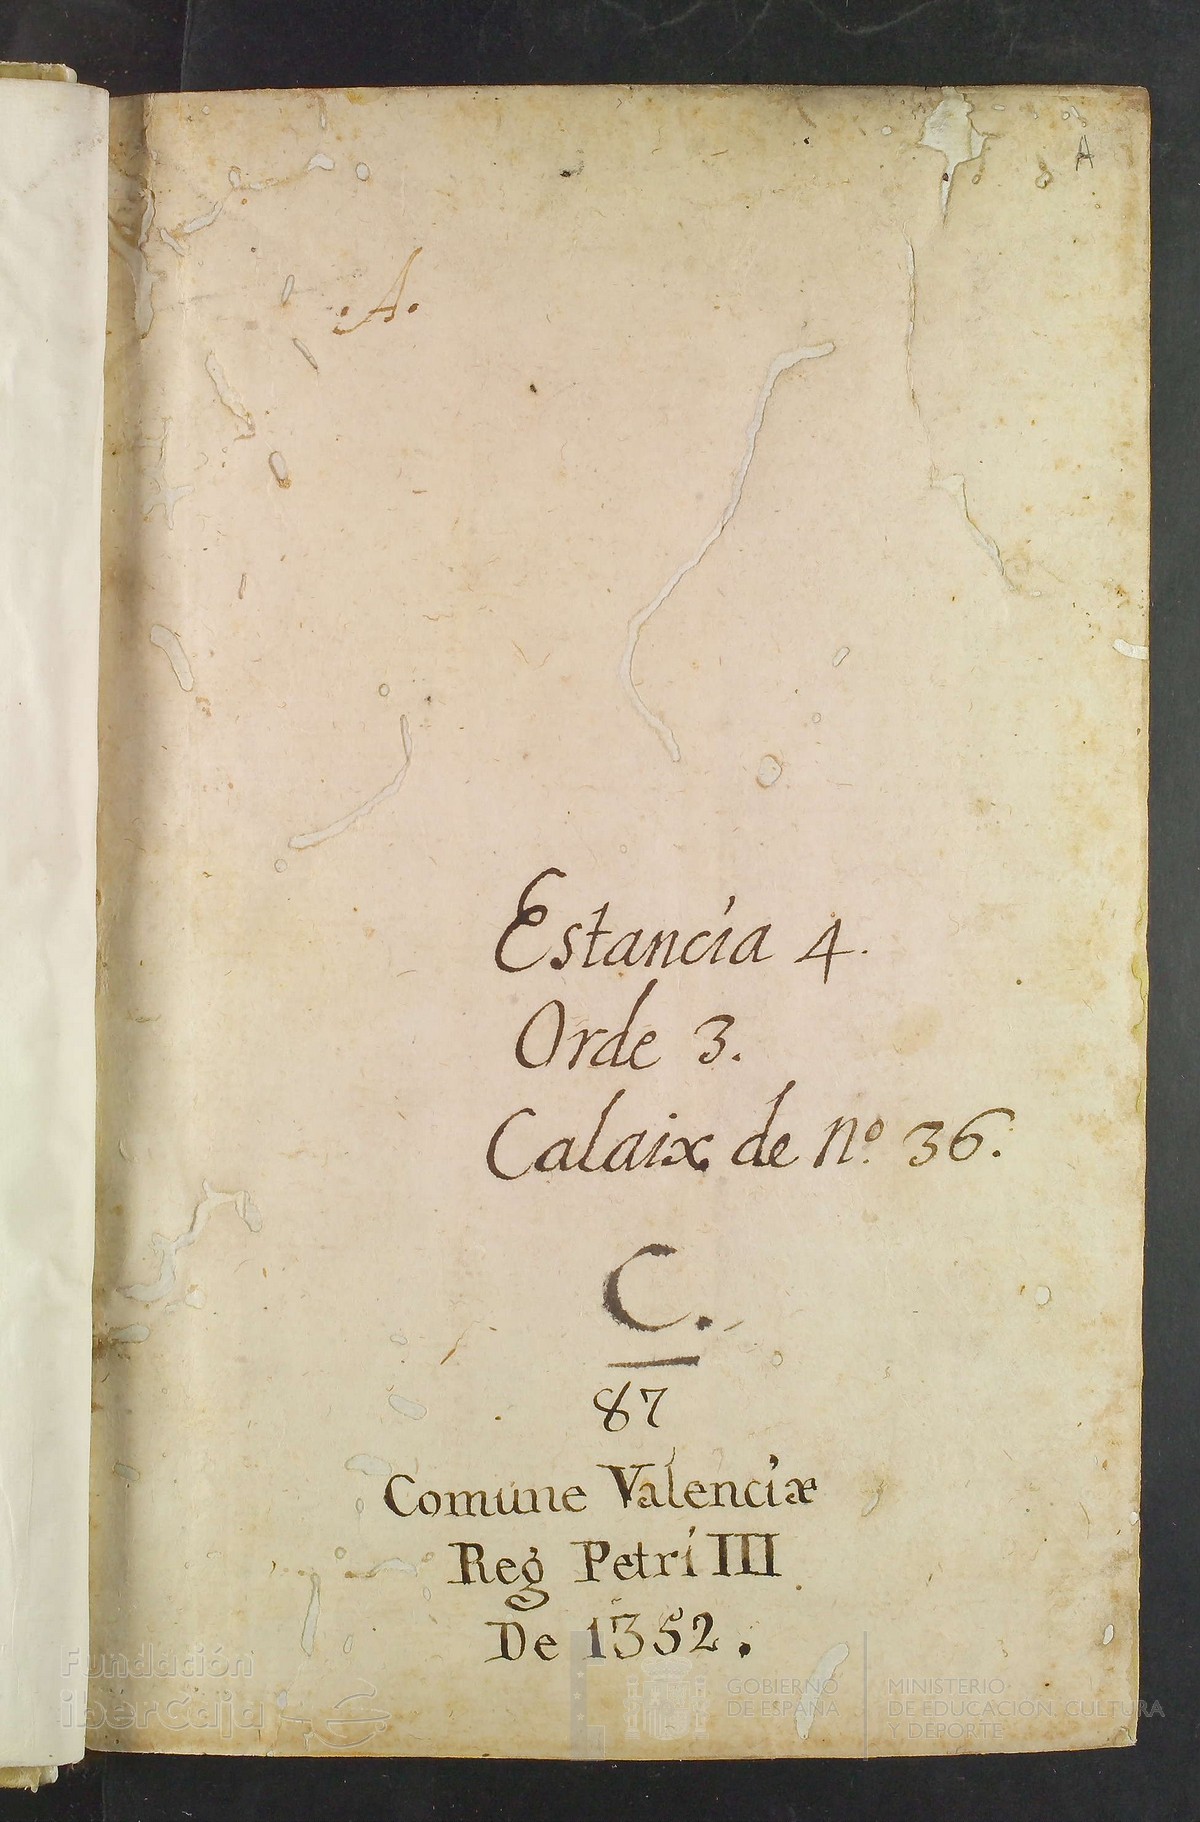 A
.A.
Estancia 4.
Orde 3.
Calaix de nº. 36.
C.
87
Comune Valenciæ
Reg Petri III
De 1352.
Fundación
iberCaja
GOBIERNO
DE ESPAÑA
MINISTERIO
DE EDUCACIÓN, CULTURA
Y DEPORTE